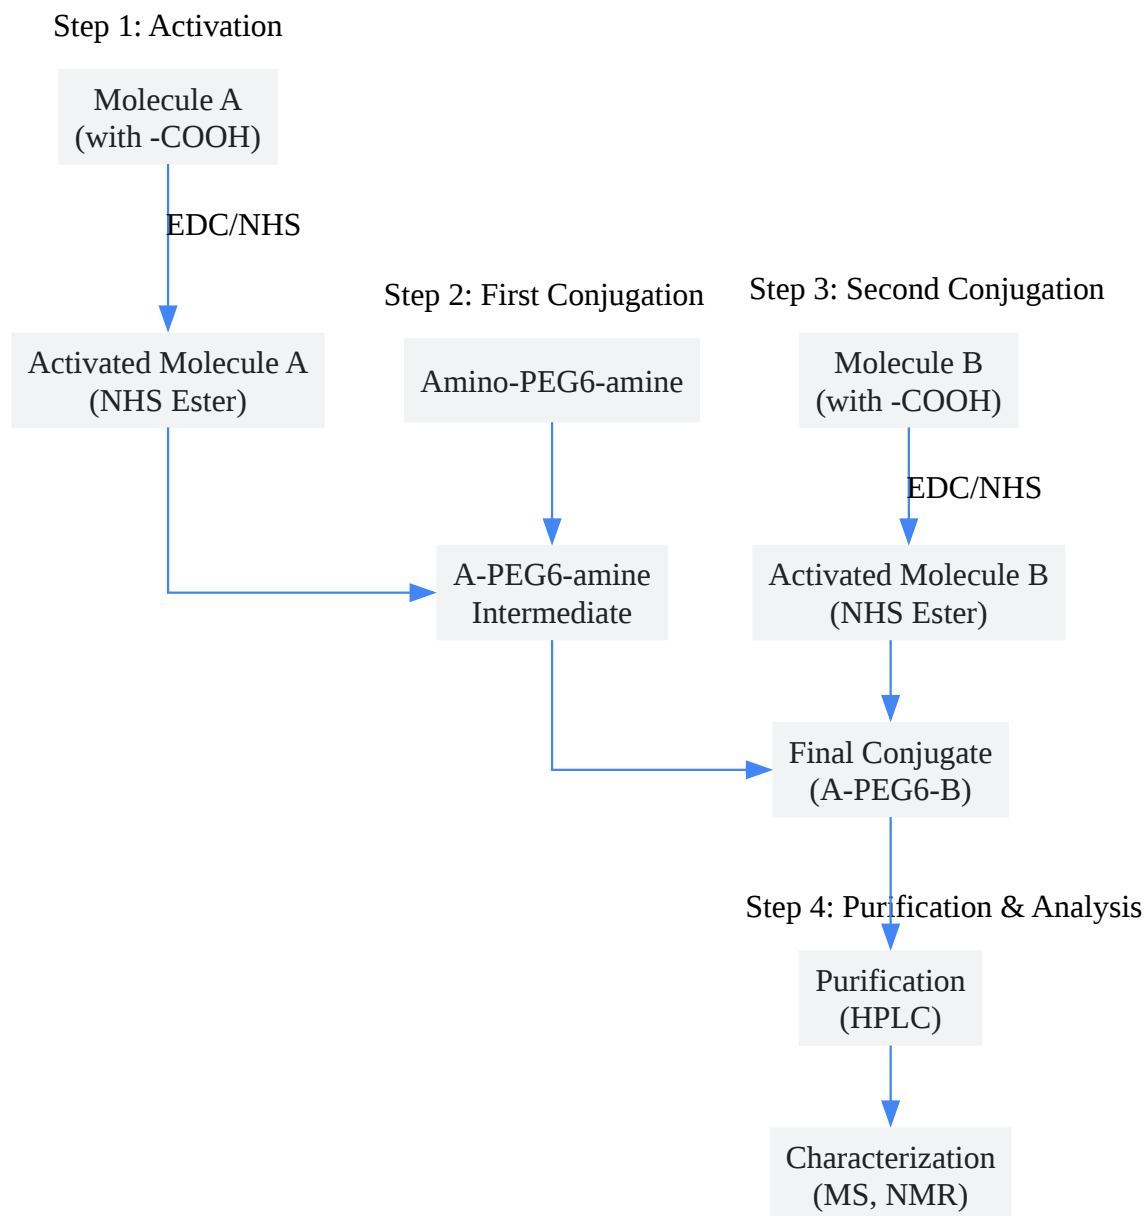 Step 1: Activation
Molecule A
(with -COOH)
EDC/NHS
Activated Molecule A
(NHS Ester)
Step 2: First Conjugation
Amino-PEG6-amine
A-PEG6-amine
Intermediate
Step 3: Second Conjugation
Molecule B
(with -COOH)
EDC/NHS
Activated Molecule B
(NHS Ester)
Final Conjugate
(A-PEG6-B)
Step 4: Purification & Analysis
Purification
(HPLC)
Characterization
(MS, NMR)